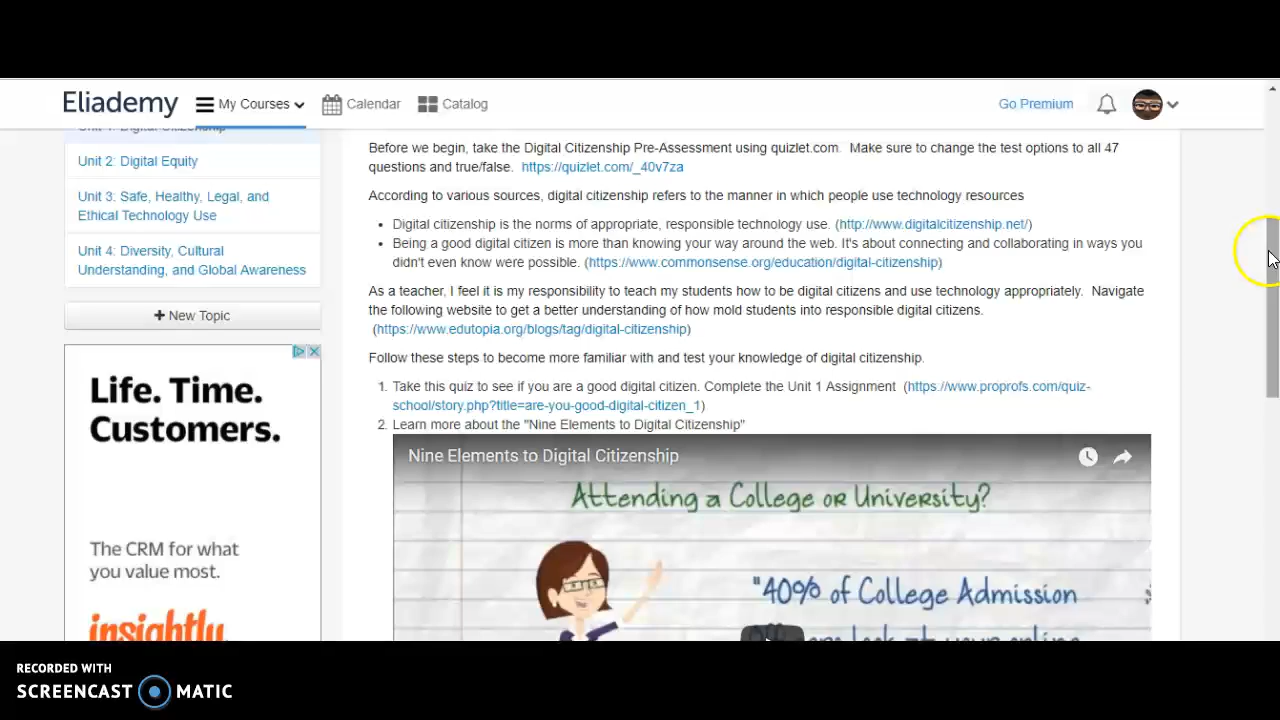 Eliademy
My Courses
Calendar
Catalog
Go Premium
Unit 1: Digital Citizenship
Unit 2: Digital Equity
Unit 3: Safe, Healthy, Legal, and
Ethical Technology Use
Unit 4: Diversity, Cultural
Understanding, and Global Awareness
+ New Topic
Life. Time.
Customers.
The CRM for what
you value most.
insightly
Before we begin, take the Digital Citizenship Pre-Assessment using quizlet.com. Make sure to change the test options to all 47
questions and true/false. https://quizlet.com/_40v7za
According to various sources, digital citizenship refers to the manner in which people use technology resources
• Digital citizenship is the norms of appropriate, responsible technology use. (http://www.digitalcitizenship.net/)
• Being a good digital citizen is more than knowing your way around the web. It's about connecting and collaborating in ways you
didn't even know were possible. (https://www.commonsense.org/education/digital-citizenship)
As a teacher, I feel it is my responsibility to teach my students how to be digital citizens and use technology appropriately. Navigate
the following website to get a better understanding of how mold students into responsible digital citizens.
(https://www.edutopia.org/blogs/tag/digital-citizenship)
Follow these steps to become more familiar with and test your knowledge of digital citizenship.
1. Take this quiz to see if you are a good digital citizen. Complete the Unit 1 Assignment (https://www.proprofs.com/quiz-
school/story.php?title=are-you-good-digital-citizen_1)
2. Learn more about the "Nine Elements to Digital Citizenship"
Nine Elements to Digital Citizenship
Attending a College or University?
"40% of College Admission
look at your online
RECORDED WITH
SCREENCAST MATIC